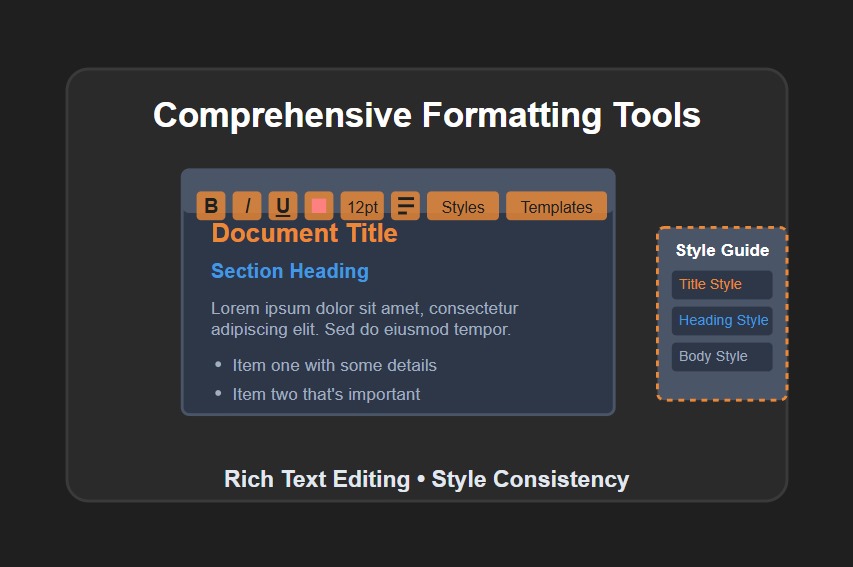 Comprehensive Formatting Tools
B I U 12pt Styles Templates
Document Title
Section Heading
Lorem ipsum dolor sit amet, consectetur
adipiscing elit. Sed do eiusmod tempor.
• Item one with some details
• Item two that's important
Style Guide
Title Style
Heading Style
Body Style
Rich Text Editing • Style Consistency